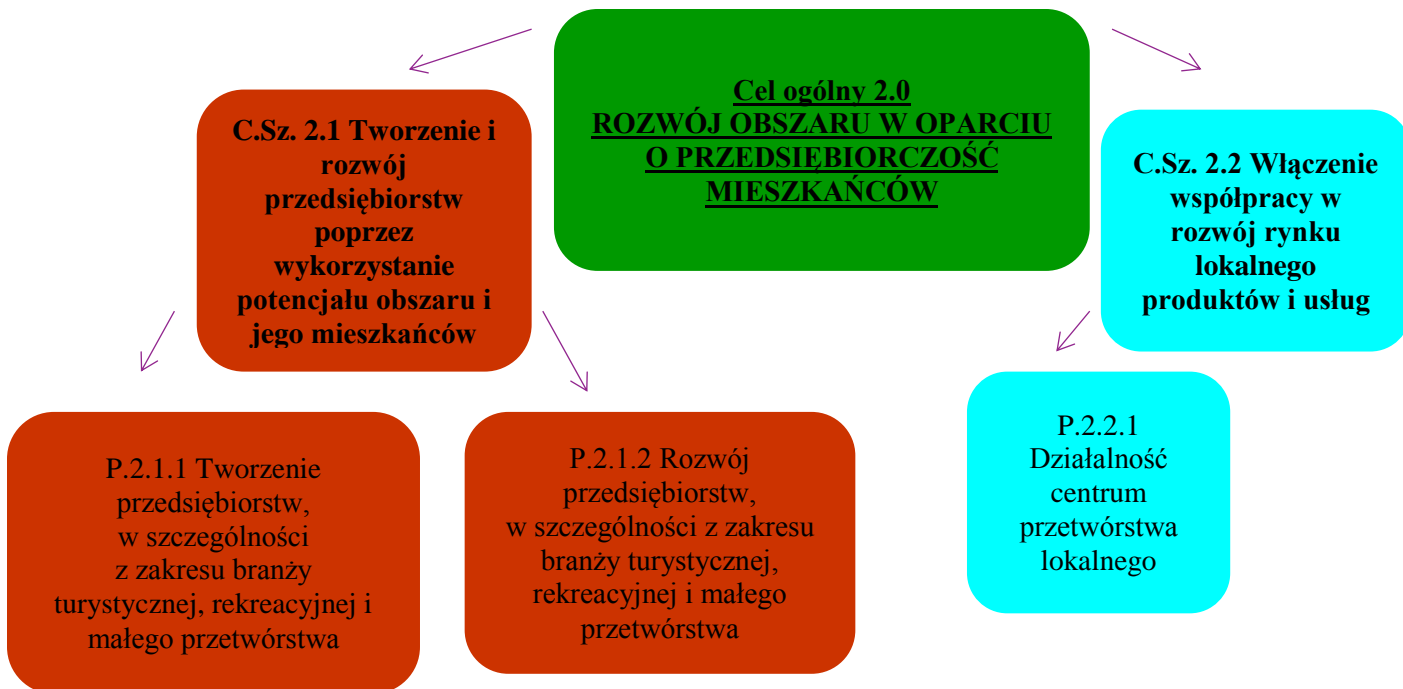 Cel ogólny 2.0
ROZWÓJ OBSZARU W OPARCIU
O PRZEDSIĘBIORCZOŚĆ
MIESZKAŃCÓW
C.Sz. 2.1 Tworzenie i
rozwój
przedsiębiorstw
poprzez
wykorzystanie
potencjału obszaru i
jego mieszkańców
C.Sz. 2.2 Włączenie
współpracy w
rozwój rynku
lokalnego
produktów i usług
P.2.1.1 Tworzenie
przedsiębiorstw,
w szczególności
z zakresu branży
turystycznej, rekreacyjnej i
małego przetwórstwa
P.2.1.2 Rozwój
przedsiębiorstw,
w szczególności z zakresu
branży turystycznej,
rekreacyjnej i małego
przetwórstwa
P.2.2.1
Działalność
centrum
przetwórstwa
lokalnego